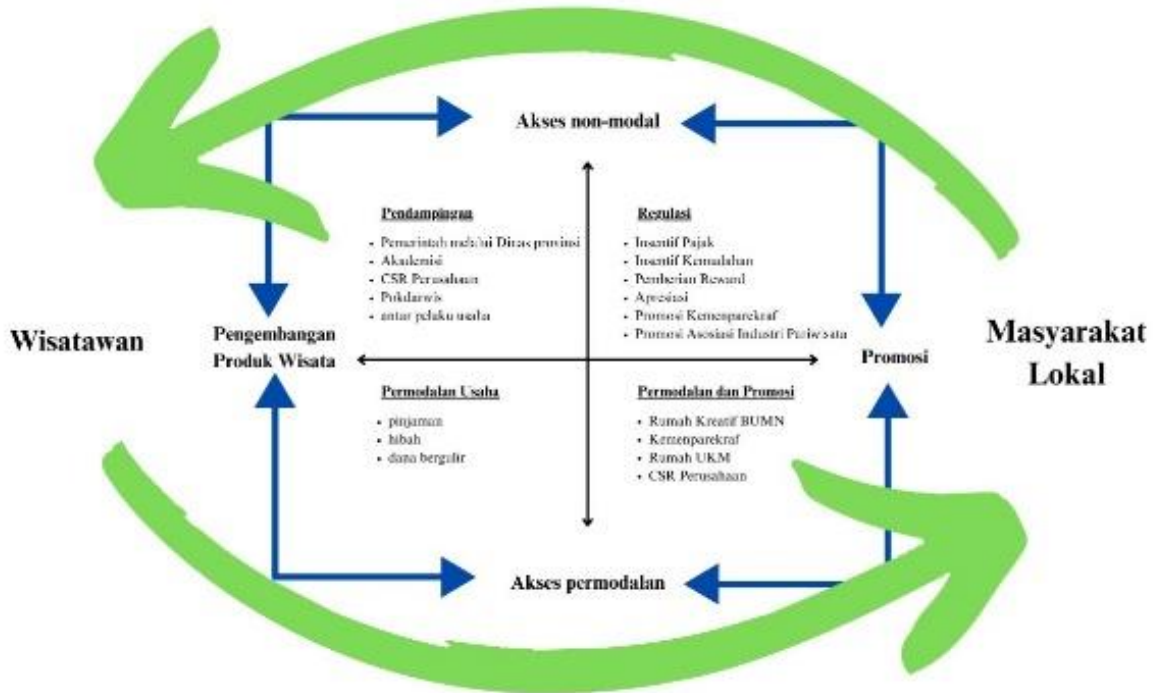 Akses non-modal
Pendampingan
• Pemerintah melalui Dinas provinsi
• Akademisi
• CSR Perusahaan
• Pokdarwis
• antar pelaku usaha
Regulasi
• Insentif Pajak
• Insentif Kemudahan
• Pemberian Reward
• Apresiasi
• Promosi Kemenparekraf
• Promosi Asosiasi Industri Pariwisata
Wisatawan
Pengembangan
Produk Wisata
Promosi
Masyarakat
Lokal
Permodalan Usaha
• pinjaman
• hibah
• dana bergulir
Permodalan dan Promosi
• Rumah Kreatif BUMN
• Kemenparekraf
• Rumah UKM
• CSR Perusahaan
Akses permodalan